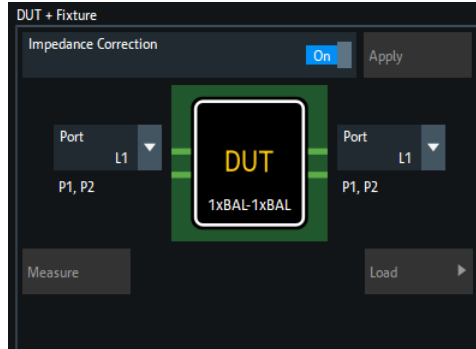 DUT + Fixture
Impedance Correction
On
Apply
Port
L1
P1, P2
DUT
1xBAL-1xBAL
Port
L1
P1, P2
Measure
Load